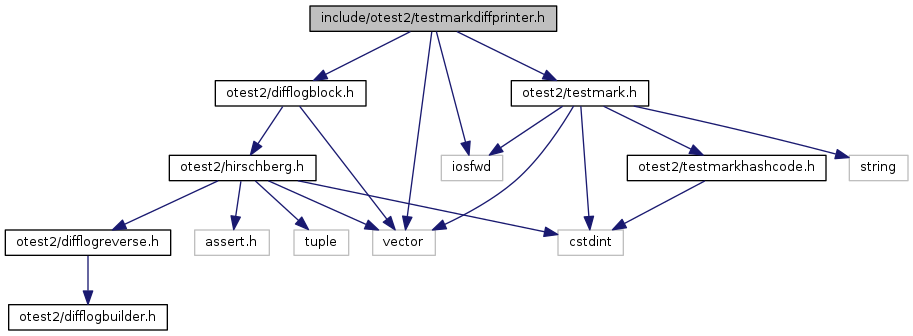 include/otest2/testmarkdiffprinter.h
otest2/difflogblock.h
otest2/testmark.h
otest2/hirschberg.h
iosfwd
otest2/testmarkhashcode.h
string
otest2/difflogreverse.h
assert.h
tuple
vector
cstdint
otest2/difflogbuilder.h